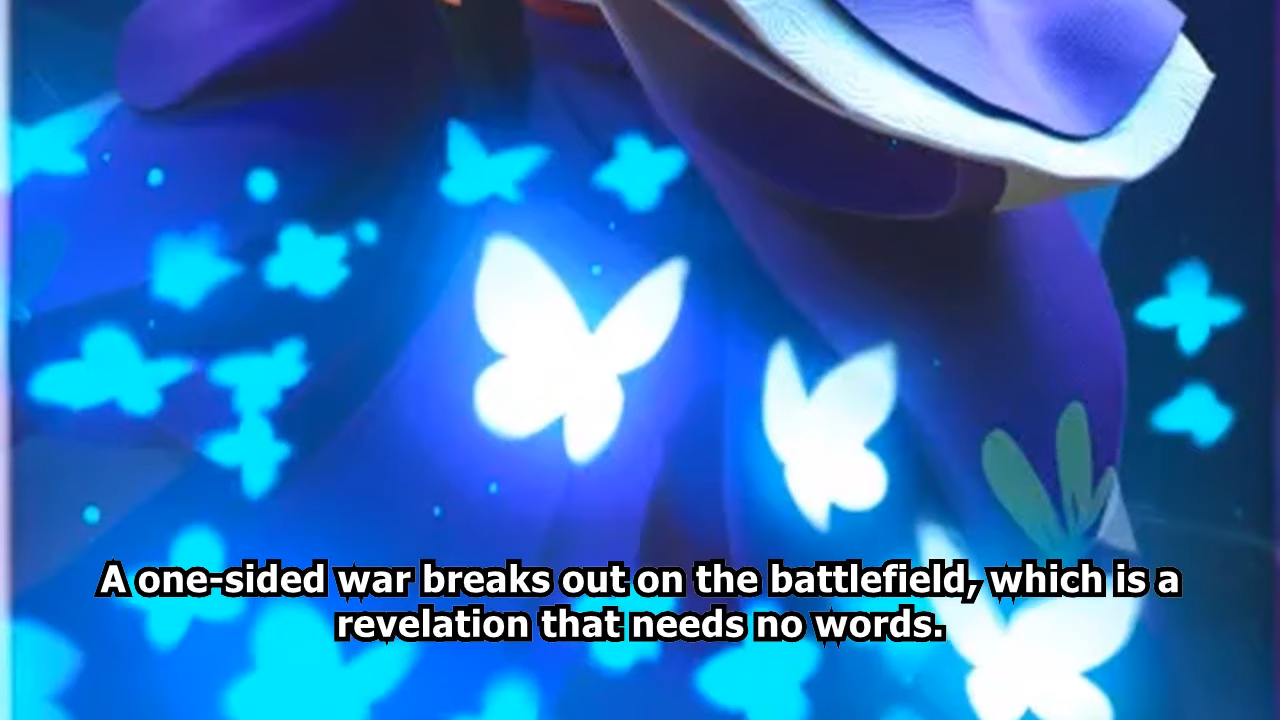 A one-sided war breaks out on the battlefield, which is a
revelation that needs no words.